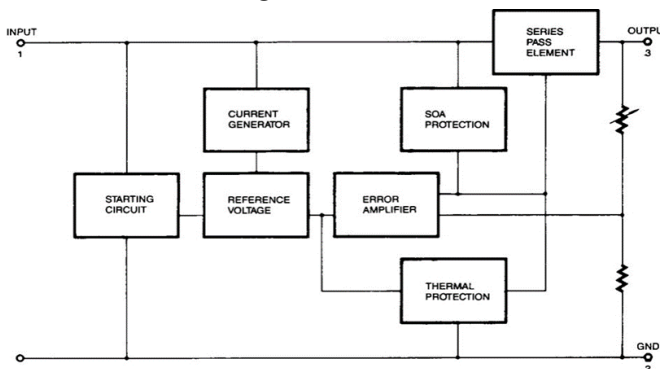 INPUT
1
SERIES
PASS
ELEMENT
OUTPU
3
CURRENT
GENERATOR
SOA
PROTECTION
STARTING
CIRCUIT
REFERENCE
VOLTAGE
ERROR
AMPLIFIER
THERMAL
PROTECTION
GND
2